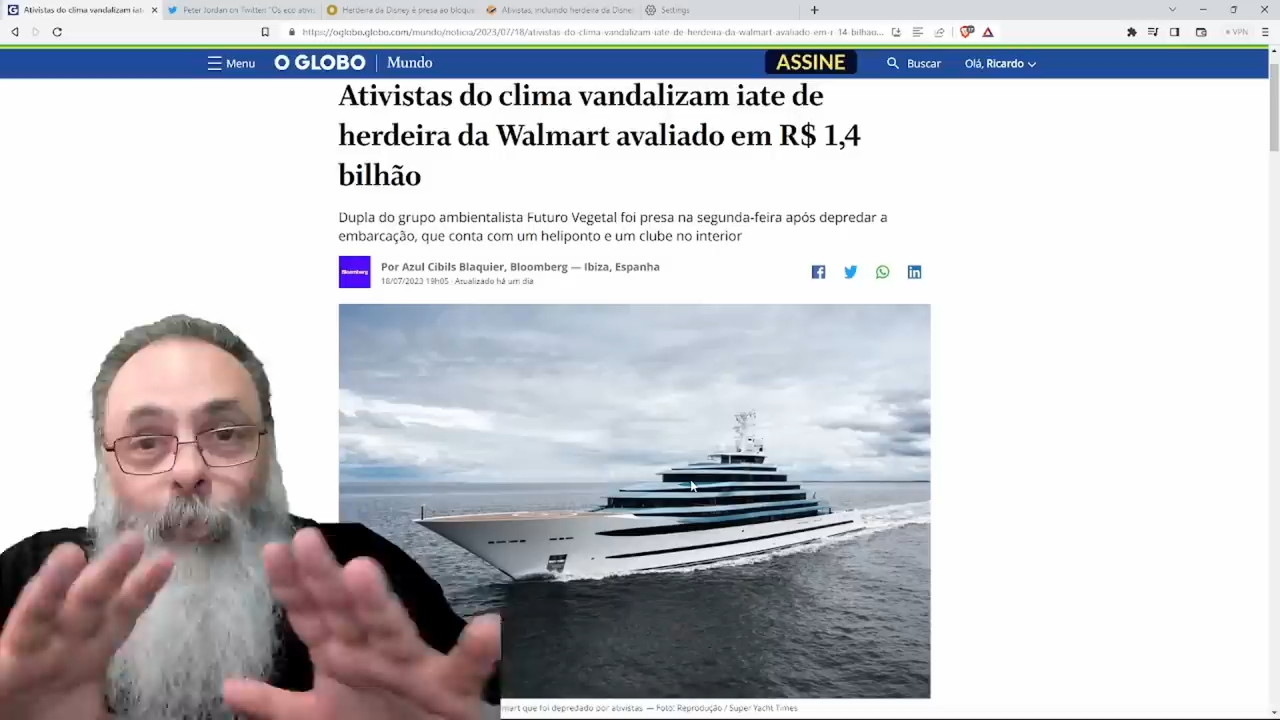 Ativistas do clima vandalizam iate
Peter Jordan on Twitter: "Os eco ativis
Herdeira da Disney é presa ao bloque
Ativistas, incluindo herdeira da Disne
Settings
https://oglobo.globo.com/mundo/noticia/2023/07/18/ativistas-do-clima-vandalizam-iate-de-herdeira-da-walmart-avaliado-em-r-14-bilhao...
VPN
Menu
O GLOBO
Mundo
ASSINE
Buscar
Olá, Ricardo
Ativistas do clima vandalizam iate de
herdeira da Walmart avaliado em R$ 1,4
bilhão
Dupla do grupo ambientalista Futuro Vegetal foi presa na segunda-feira após depredar a
embarcação, que conta com um heliponto e um clube no interior
Bloomberg
Por Azul Cibils Blaquier, Bloomberg — Ibiza, Espanha
18/07/2023 19h05 · Atualizado há um dia
mart que foi depredado por ativistas — Foto: Reprodução / Super Yacht Times